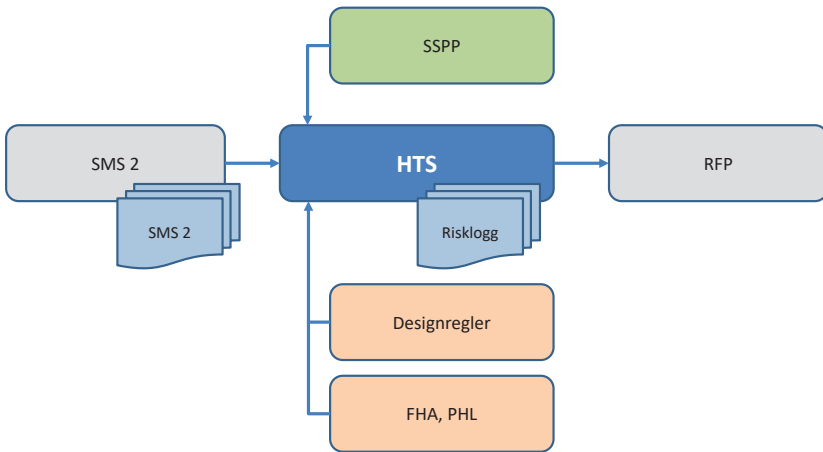 SSPP
SMS 2
HTS
RFP
SMS 2
Risklogg
Designregler
FHA, PHL